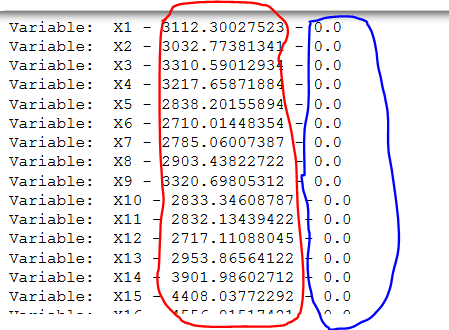 Variable:  X1 - 3112.30027523 - 0.0
Variable:  X2 - 3032.77381341 - 0.0
Variable:  X3 - 3310.59012934 - 0.0
Variable:  X4 - 3217.65871884 - 0.0
Variable:  X5 - 2838.20155894 - 0.0
Variable:  X6 - 2710.01448354 - 0.0
Variable:  X7 - 2785.06007387 - 0.0
Variable:  X8 - 2903.43822722 - 0.0
Variable:  X9 - 3320.69805312 - 0.0
Variable:  X10 - 2833.34608787 - 0.0
Variable:  X11 - 2832.13439422 - 0.0
Variable:  X12 - 2717.11088045 - 0.0
Variable:  X13 - 2953.86564122 - 0.0
Variable:  X14 - 3901.98602712 - 0.0
Variable:  X15 - 4408.03772292 - 0.0